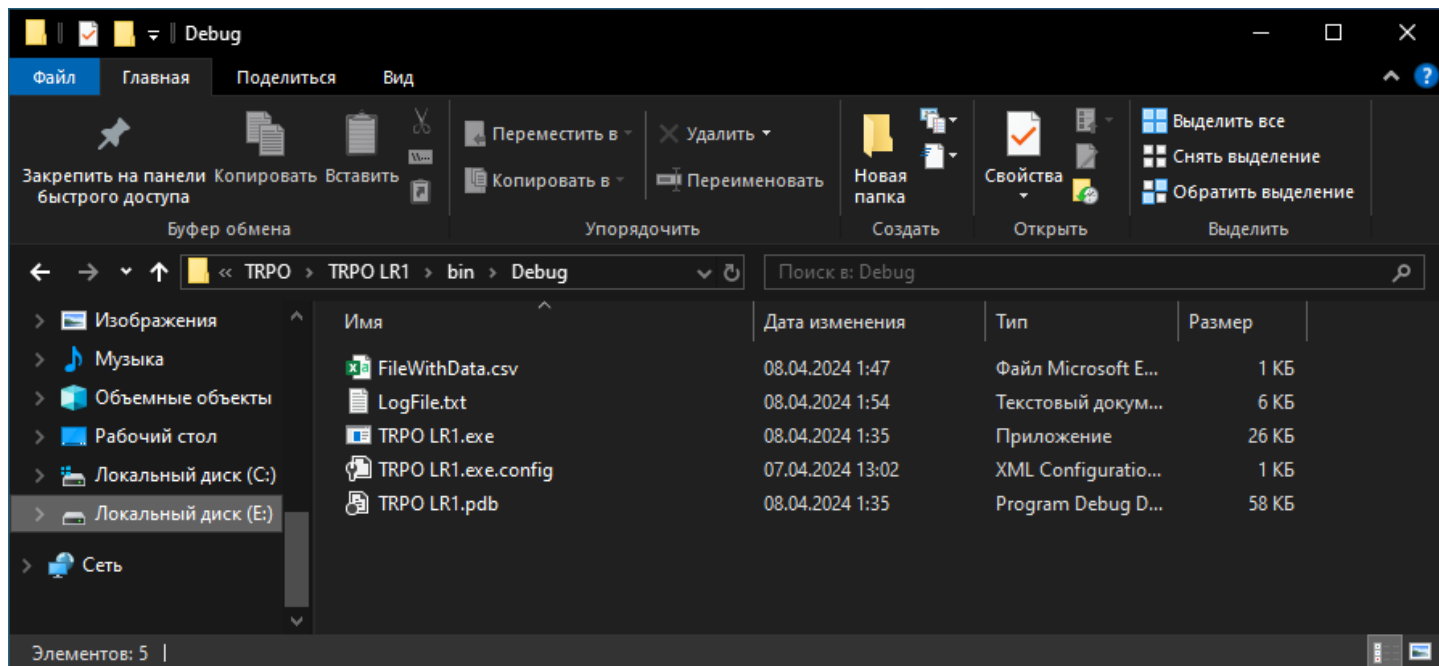 Debug
Файл Главная Поделиться Вид
Закрепить на панели быстрого доступа
Копировать
Вставить
Переместить в
Копировать в
Удалить
Переименовать
Новая папка
Свойства
Выделить все
Снять выделение
Обратить выделение
Буфер обмена Упорядочить Создать Открыть Выделить
« TRPO > TRPO LR1 > bin > Debug
Поиск в: Debug
Изображения
Музыка
Объемные объекты
Рабочий стол
Локальный диск (C:)
Локальный диск (E:)
Сеть
Имя Дата изменения Тип Размер
FileWithData.csv 08.04.2024 1:47 Файл Microsoft E... 1 КБ
LogFile.txt 08.04.2024 1:54 Текстовый докум... 6 КБ
TRPO LR1.exe 08.04.2024 1:35 Приложение 26 КБ
TRPO LR1.exe.config 07.04.2024 13:02 XML Configuratio... 1 КБ
TRPO LR1.pdb 08.04.2024 1:35 Program Debug D... 58 КБ
Элементов: 5